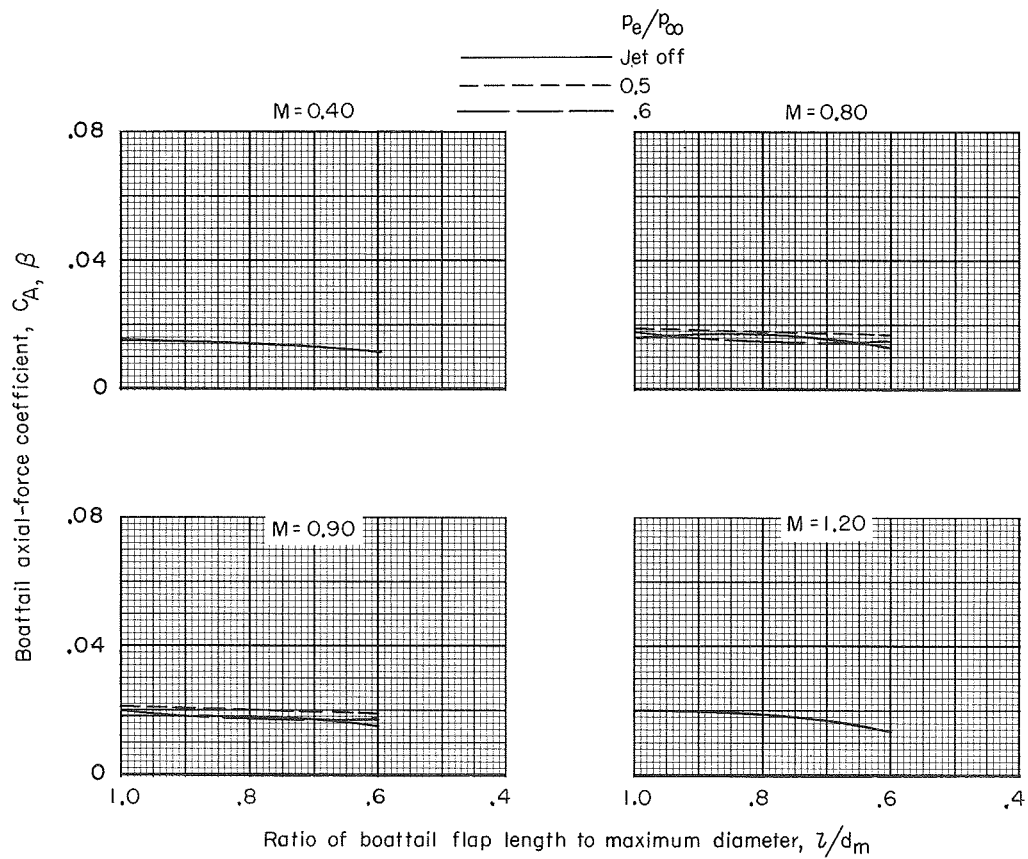 pe/p∞
Jet off
0.5
.6
M = 0.40
M = 0.80
.08
.04
0
M = 0.90
M = 1.20
.08
.04
0
1.0 .8 .6 .4
1.0 .8 .6 .4
Boattail axial-force coefficient, CA, β
Ratio of boattail flap length to maximum diameter, l/dm